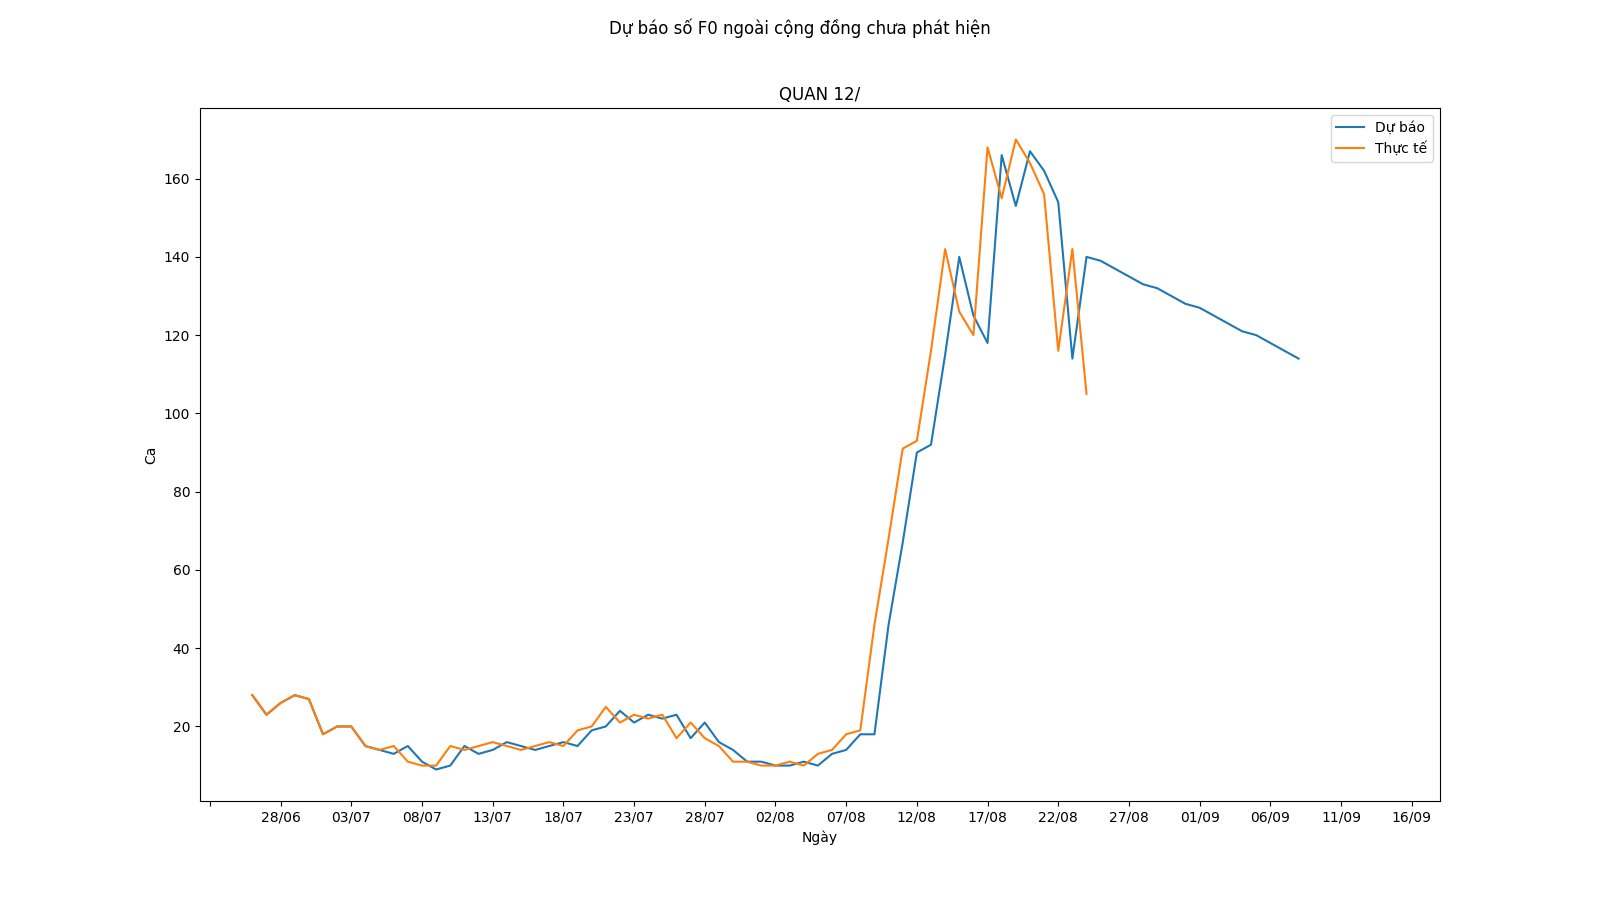 Dự báo số F0 ngoài cộng đồng chưa phát hiện
QUAN 12/
Dự báo
Thực tế
160
140
120
100
80
60
40
20
Ca
28/06 03/07 08/07 13/07 18/07 23/07 28/07 02/08 07/08 12/08 17/08 22/08 27/08 01/09 06/09 11/09 16/09
Ngày